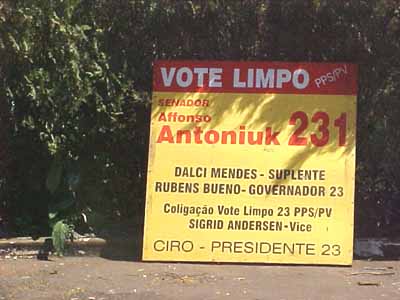 VOTE LIMPO PPS/PV
SENADOR
Affonso
Antoniuk 231
DALCI MENDES - SUPLENTE
RUBENS BUENO- GOVERNADOR 23
Coligação Vote Limpo 23 PPS/PV
SIGRID ANDERSEN-Vice
CIRO - PRESIDENTE 23